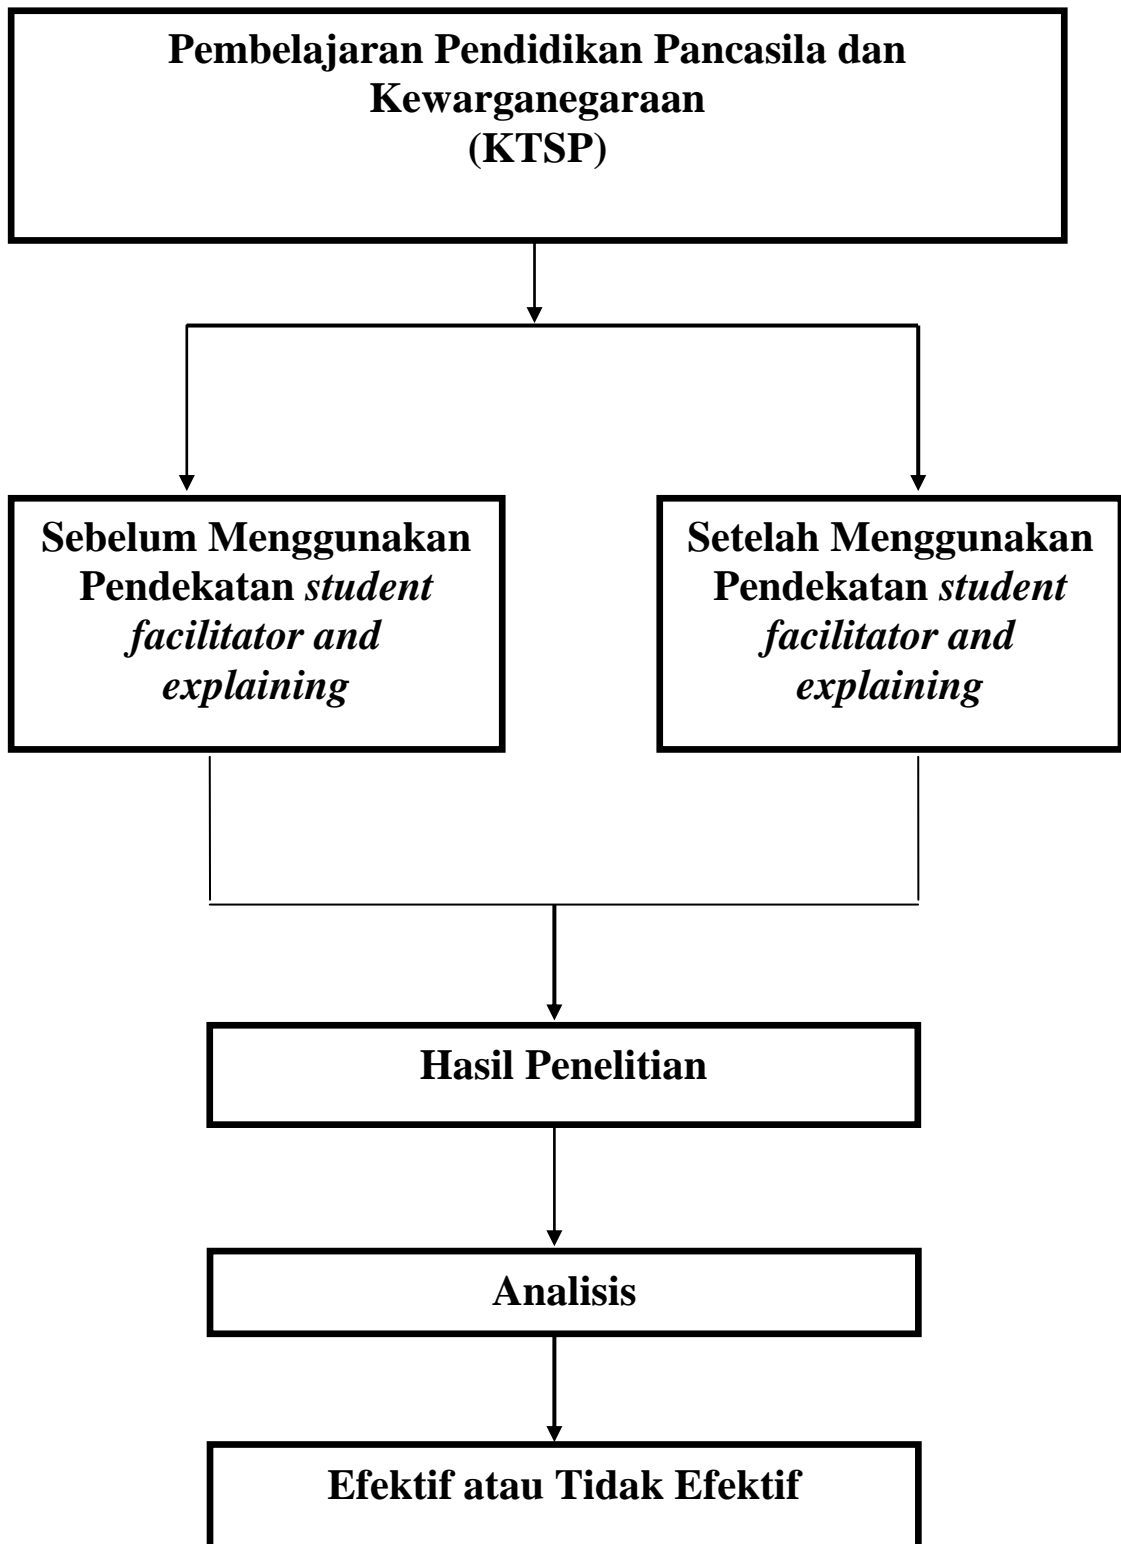 Pembelajaran Pendidikan Pancasila dan
Kewarganegaraan
(KTSP)
Sebelum Menggunakan
Pendekatan student
facilitator and
explaining
Setelah Menggunakan
Pendekatan student
facilitator and
explaining
Hasil Penelitian
Analisis
Efektif atau Tidak Efektif